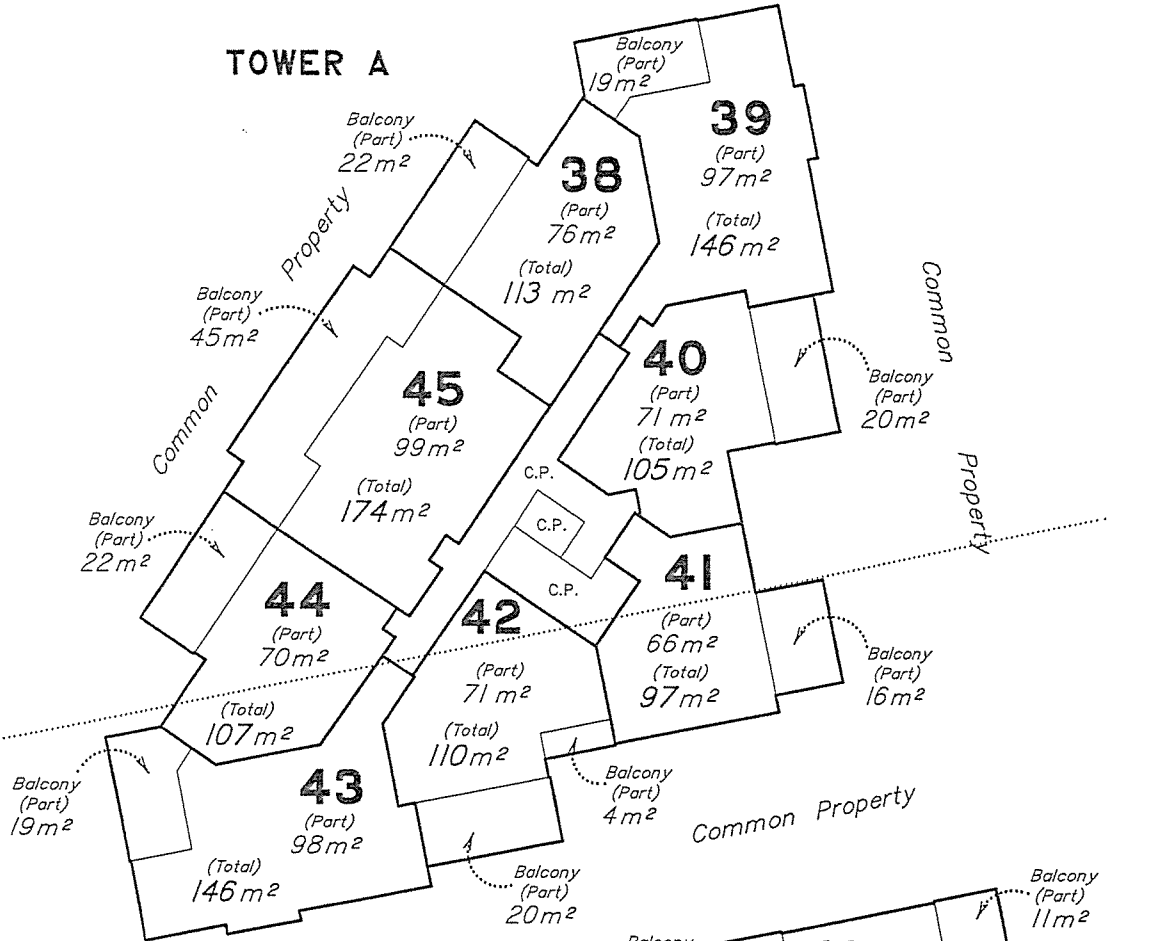 TOWER A
Balcony
(Part)
19m²
39
(Part)
97m²
(Total)
146m²
Balcony
(Part)
22m²
38
(Part)
76m²
(Total)
113 m²
Common
Property
Balcony
(Part)
45m²
45
(Part)
99m²
(Total)
174m²
40
(Part)
71 m²
(Total)
105m²
Balcony
(Part)
20m²
Common
Property
C.P.
C.P.
C.P.
Balcony
(Part)
22m²
44
(Part)
70m²
(Total)
107m²
42
(Part)
71 m²
(Total)
110m²
41
(Part)
66m²
(Total)
97m²
Balcony
(Part)
16m²
Balcony
(Part)
19m²
43
(Part)
98m²
(Total)
146m²
Balcony
(Part)
4m²
Balcony
(Part)
20m²
Common Property
Balcony
(Part)
11m²
Balcony